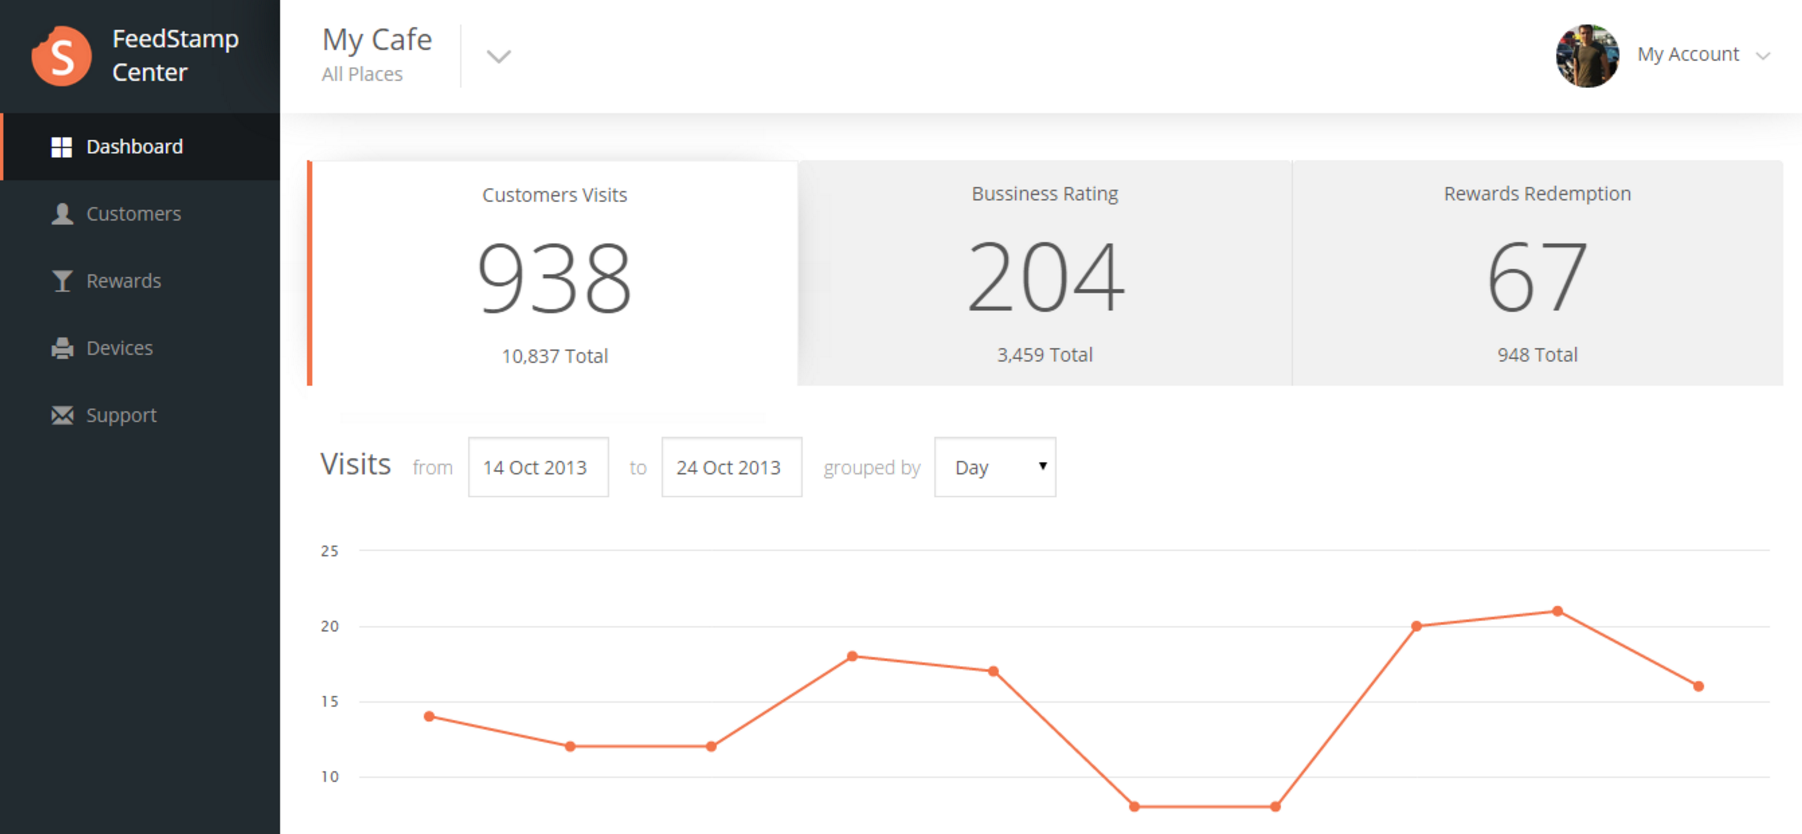 S
FeedStamp
Center
My Cafe
All Places
My Account
Dashboard
Customers
Rewards
Devices
Support
Customers Visits
938
10,837 Total
Bussiness Rating
204
3,459 Total
Rewards Redemption
67
948 Total
Visits from 14 Oct 2013 to 24 Oct 2013 grouped by Day
25
20
15
10